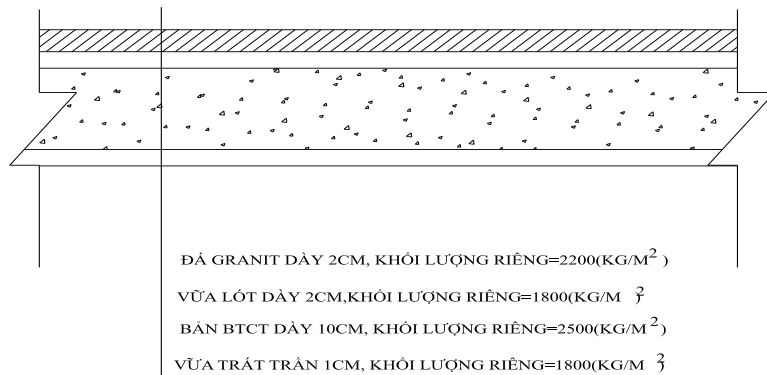 ĐÁ GRANIT DÀY 2CM, KHỐI LƯỢNG RIÊNG=2200(KG/M²)
VỮA LÓT DÀY 2CM,KHỐI LƯỢNG RIÊNG=1800(KG/M²)
BẢN BTCT DÀY 10CM, KHỐI LƯỢNG RIÊNG=2500(KG/M²)
VỮA TRÁT TRẦN 1CM, KHỐI LƯỢNG RIÊNG=1800(KG/M²)